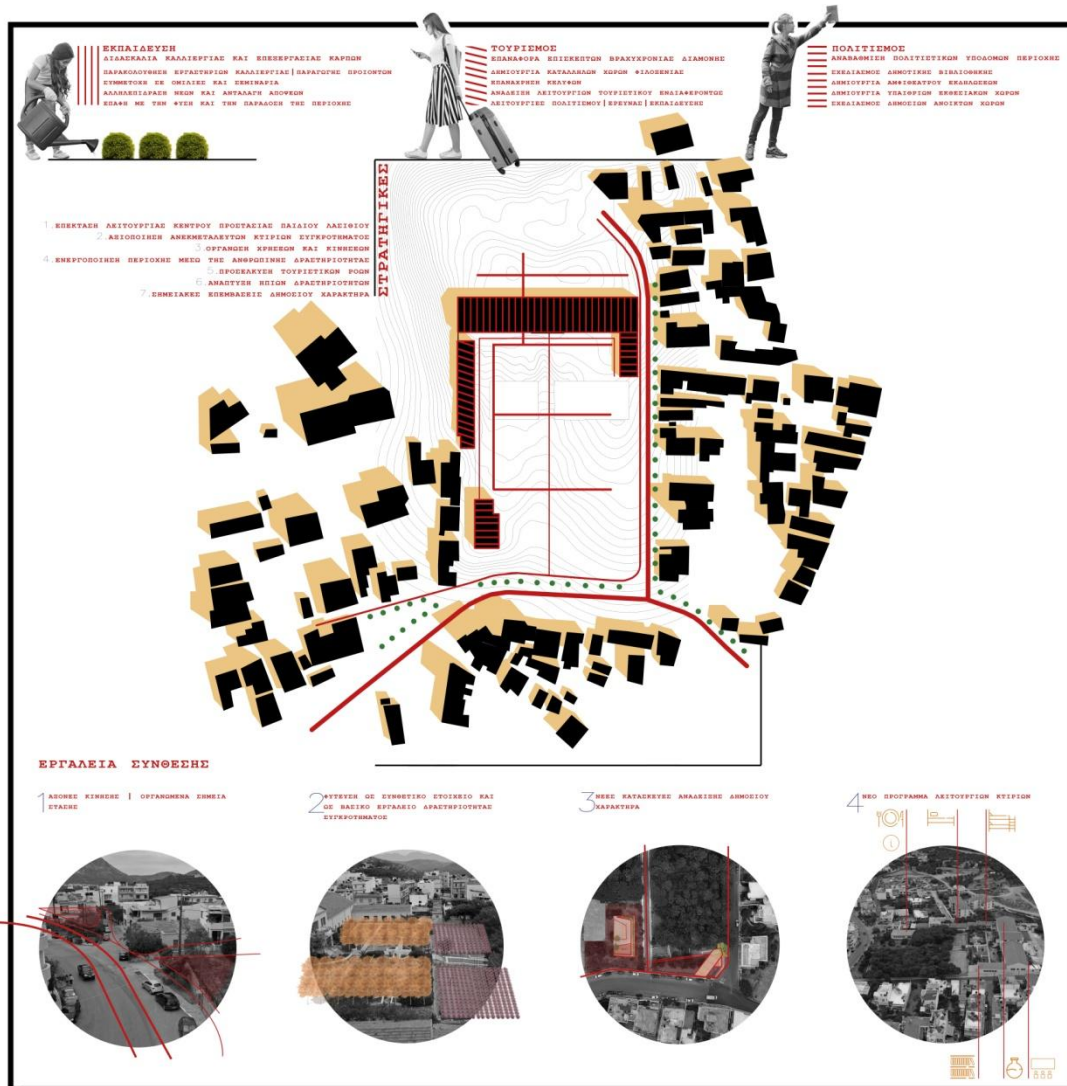 ΕΚΠΑΙΔΕΥΣΗ
ΔΙΔΑΣΚΑΛΙΑ ΚΑΛΛΙΕΡΓΙΑΣ ΚΑΙ ΕΠΕΞΕΡΓΑΣΙΑΣ ΚΑΡΠΩΝ
ΠΑΡΑΚΟΛΟΥΘΗΣΗ ΕΡΓΑΣΤΗΡΙΩΝ ΚΑΛΛΙΕΡΓΙΑΣ|ΠΑΡΑΓΩΓΗΣ ΠΡΟΙΟΝΤΩΝ
ΣΥΜΜΕΤΟΧΗ ΣΕ ΟΜΙΛΙΕΣ ΚΑΙ ΣΕΜΙΝΑΡΙΑ
ΑΛΛΗΛΕΠΙΔΡΑΣΗ ΝΕΩΝ ΚΑΙ ΑΝΤΑΛΑΓΗ ΑΠΟΨΕΩΝ
ΕΠΑΦΗ ΜΕ ΤΗΝ ΦΥΣΗ ΚΑΙ ΤΗΝ ΠΑΡΑΔΟΣΗ ΤΗΣ ΠΕΡΙΟΧΗΣ
ΤΟΥΡΙΣΜΟΣ
ΕΠΑΝΑΦΟΡΑ ΕΠΙΣΚΕΠΤΩΝ ΒΡΑΧΥΧΡΟΝΙΑΣ ΔΙΑΜΟΝΗΣ
ΔΗΜΙΟΥΡΓΙΑ ΚΑΤΑΛΛΗΛΩΝ ΧΩΡΩΝ ΦΙΛΟΞΕΝΙΑΣ
ΕΠΑΝΑΧΡΗΣΗ ΚΕΛΥΦΩΝ
ΑΝΑΔΕΙΞΗ ΛΕΙΤΟΥΡΓΙΩΝ ΤΟΥΡΙΣΤΙΚΟΥ ΕΝΔΙΑΦΕΡΟΝΤΟΣ
ΛΕΙΤΟΥΡΓΙΕΣ ΠΟΛΙΤΙΣΜΟΥ|ΕΡΕΥΝΑΣ|ΕΚΠΑΙΔΕΥΣΗΣ
ΠΟΛΙΤΙΣΜΟΣ
ΑΝΑΒΑΘΜΙΣΗ ΠΟΛΙΤΙΣΤΙΚΩΝ ΥΠΟΔΟΜΩΝ ΠΕΡΙΟΧΗΣ
ΣΧΕΔΙΑΣΜΟΣ ΔΗΜΟΤΙΚΗΣ ΒΙΒΛΙΟΘΗΚΗΣ
ΔΗΜΙΟΥΡΓΙΑ ΑΜΦΙΘΕΑΤΡΟΥ ΕΚΔΗΛΩΣΕΩΝ
ΔΗΜΙΟΥΡΓΙΑ ΥΠΑΙΘΡΙΩΝ ΕΚΘΕΣΙΑΚΩΝ ΧΩΡΩΝ
ΣΧΕΔΙΑΣΜΟΣ ΔΗΜΟΣΙΩΝ ΑΝΟΙΚΤΩΝ ΧΩΡΩΝ
ΣΤΡΑΤΗΓΙΚΕΣ
1.ΕΠΕΚΤΑΣΗ ΛΕΙΤΟΥΡΓΙΑΣ ΚΕΝΤΡΟΥ ΠΡΟΣΤΑΣΙΑΣ ΠΑΙΔΙΟΥ ΛΑΣΙΘΙΟΥ
2.ΑΞΙΟΠΟΙΗΣΗ ΑΝΕΚΜΕΤΑΛΕΥΤΩΝ ΚΤΙΡΙΩΝ ΣΥΓΚΡΟΤΗΜΑΤΟΣ
3.ΟΡΓΑΝΩΣΗ ΧΡΗΣΕΩΝ ΚΑΙ ΚΙΝΗΣΕΩΝ
4.ΕΝΕΡΓΟΠΟΙΗΣΗ ΠΕΡΙΟΧΗΣ ΜΕΣΩ ΤΗΣ ΑΝΘΡΩΠΙΝΗΣ ΔΡΑΣΤΗΡΙΟΤΗΤΑΣ
5.ΠΡΟΣΕΛΚΥΣΗ ΤΟΥΡΙΣΤΙΚΩΝ ΡΟΩΝ
6.ΑΝΑΠΤΥΞΗ ΗΠΙΩΝ ΔΡΑΣΤΗΡΙΟΤΗΤΩΝ
7.ΣΗΜΕΙΑΚΕΣ ΕΠΕΜΒΑΣΕΙΣ ΔΗΜΟΣΙΟΥ ΧΑΡΑΚΤΗΡΑ
ΕΡΓΑΛΕΙΑ ΣΥΝΘΕΣΗΣ
1 ΑΞΟΝΕΣ ΚΙΝΗΣΗΣ | ΟΡΓΑΝΩΜΕΝΑ ΣΗΜΕΙΑ
ΣΤΑΣΗΣ
2 ΦΥΤΕΥΣΗ ΩΣ ΣΥΝΘΕΤΙΚΟ ΣΤΟΙΧΕΙΟ ΚΑΙ
ΩΣ ΒΑΣΙΚΟ ΕΡΓΑΛΕΙΟ ΔΡΑΣΤΗΡΙΟΤΗΤΑΣ
ΣΥΓΚΡΟΤΗΜΑΤΟΣ
3 ΝΕΕΣ ΚΑΤΑΣΚΕΥΕΣ ΑΝΑΔΕΙΞΗΣ ΔΗΜΟΣΙΟΥ
ΧΑΡΑΚΤΗΡΑ
4 ΝΕΟ ΠΡΟΓΡΑΜΜΑ ΛΕΙΤΟΥΡΓΙΩΝ ΚΤΙΡΙΩΝ
i